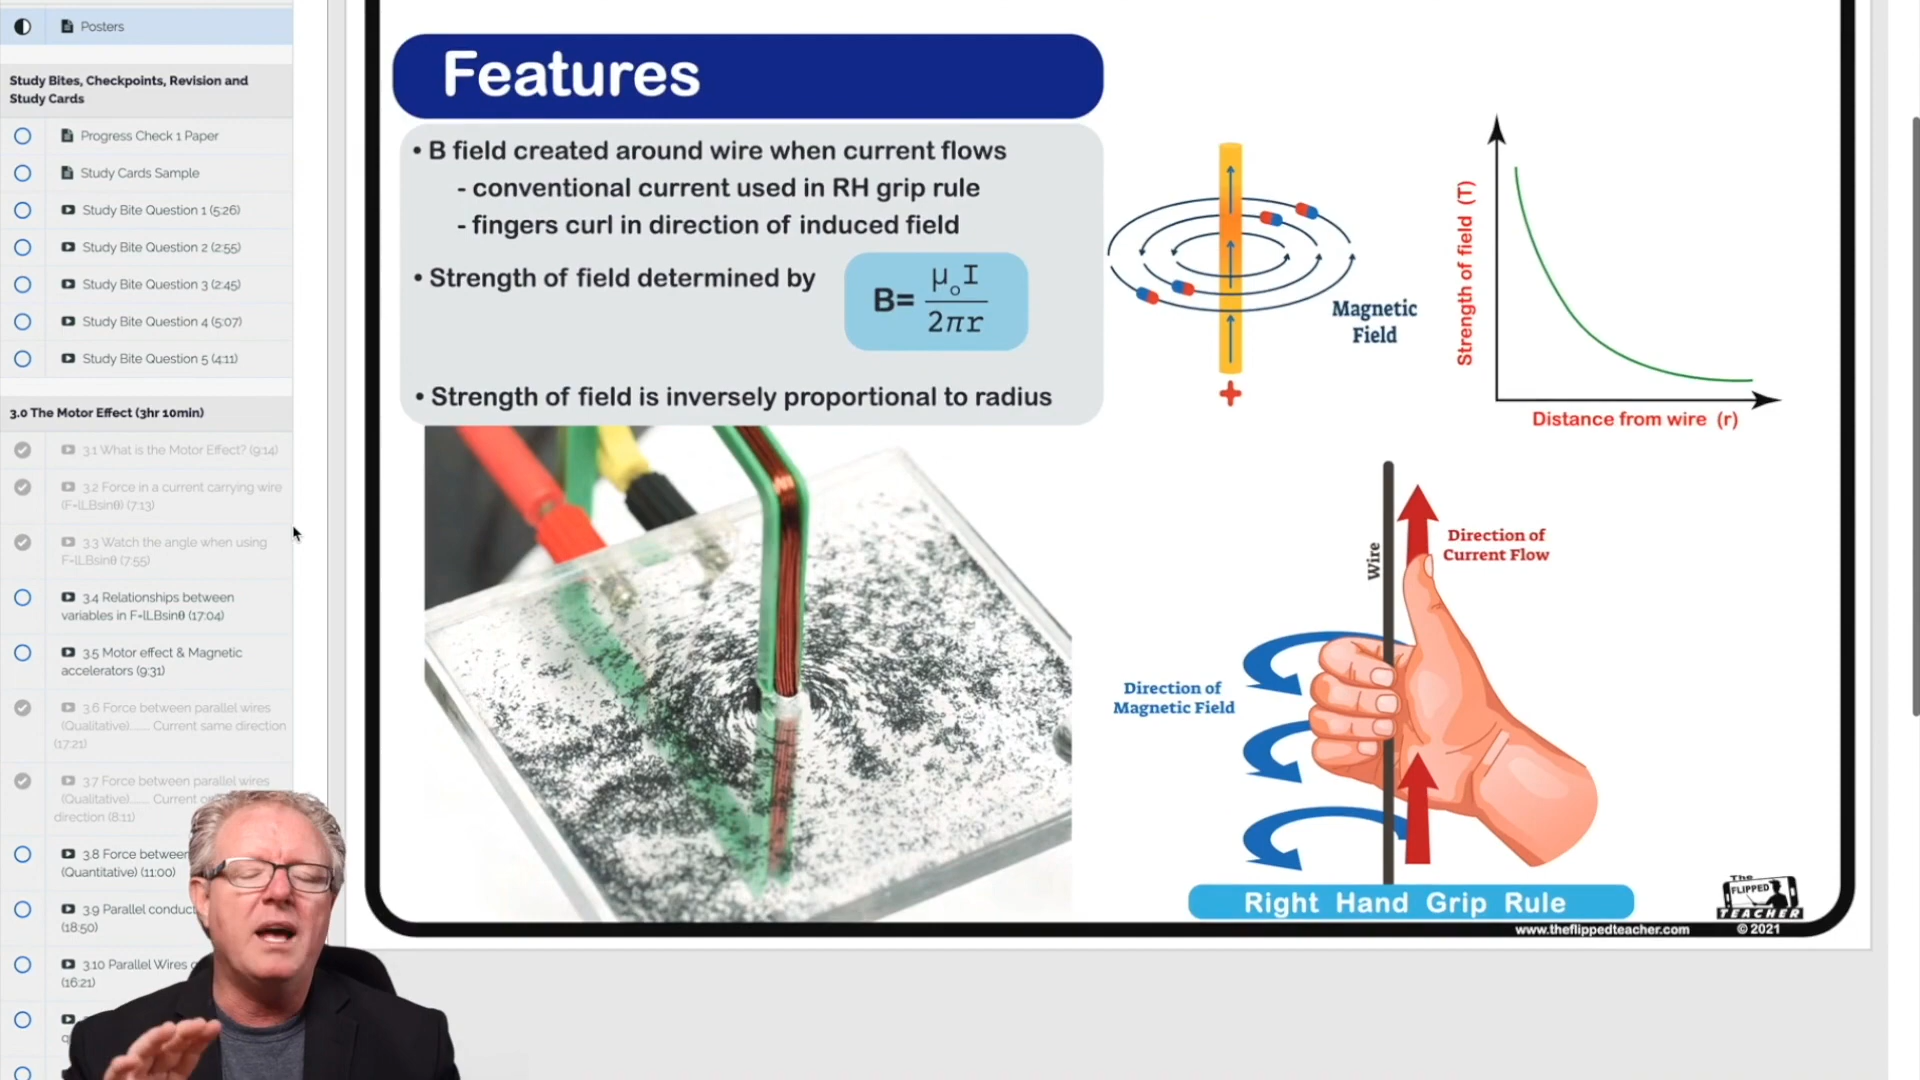 Posters
Study Bites, Checkpoints, Revision and
Study Cards
Progress Check 1 Paper
Study Cards Sample
Study Bite Question 1 (5:26)
Study Bite Question 2 (2:55)
Study Bite Question 3 (2:45)
Study Bite Question 4 (5:07)
Study Bite Question 5 (4:11)
3.0 The Motor Effect (3hr 10min)
3.1 What is the Motor Effect? (9:14)
3.2 Force in a current carrying wire
(F=lLBsinθ) (7:13)
3.3 Watch the angle when using
F=lLBsinθ (7:55)
3.4 Relationships between
variables in F=lLBsinθ (17:04)
3.5 Motor effect & Magnetic
accelerators (9:31)
3.6 Force between parallel wires
(Qualitative)...... Current same direction
(17:21)
3.7 Force between parallel wires
(Qualitative)...... Current
direction (8:11)
3.8 Force between
(Quantitative) (11:00)
3.9 Parallel
(18:50)
3.10 Parallel Wires
(16:21)
Features
• B field created around wire when current flows
- conventional current used in RH grip rule
- fingers curl in direction of induced field
• Strength of field determined by
B= μoI
2πr
• Strength of field is inversely proportional to radius
Magnetic
Field
+
Strength of field (T)
Distance from wire (r)
Wire
Direction of
Current Flow
Direction of
Magnetic Field
Right Hand Grip Rule
The
FLIPPED
TEACHER
www.theflippedteacher.com
© 2021